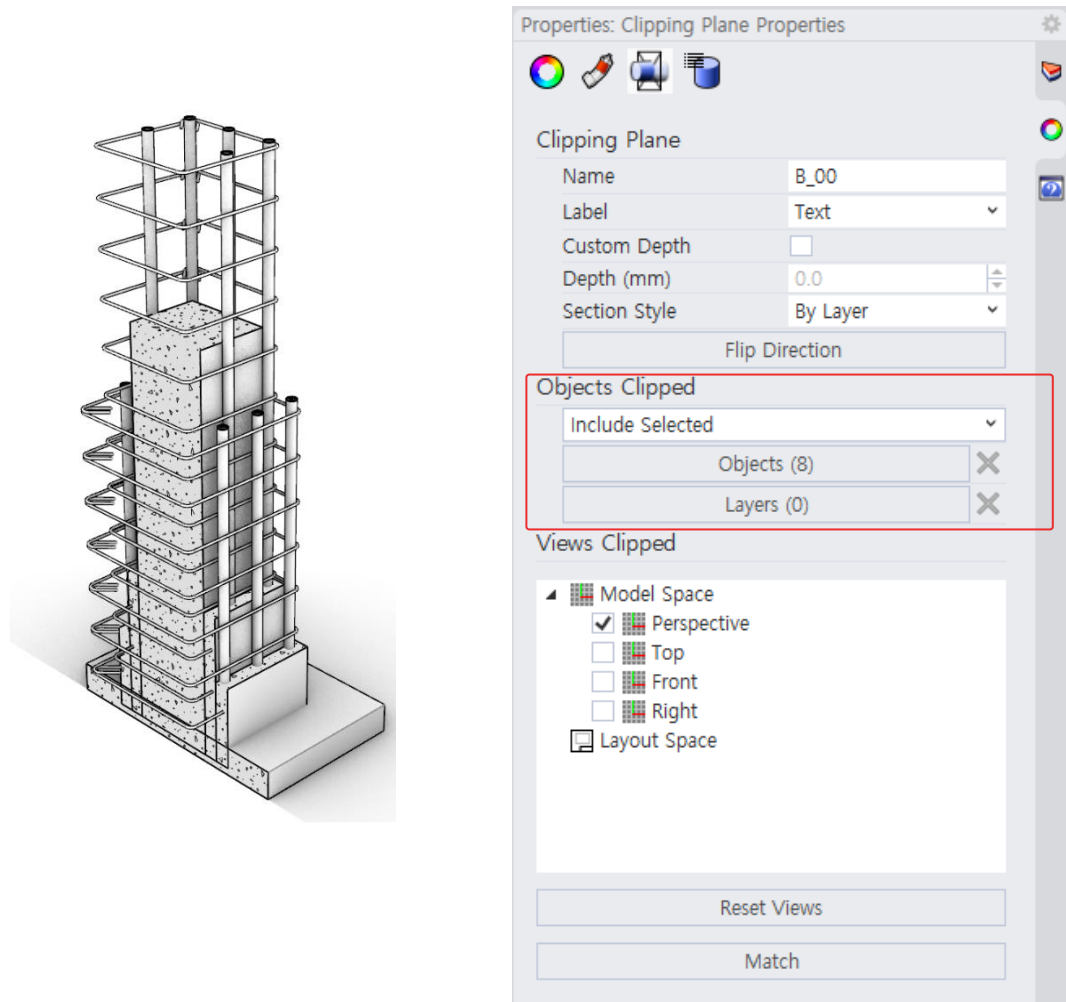 Properties: Clipping Plane Properties
Clipping Plane
Name B_00
Label Text
Custom Depth
Depth (mm) 0.0
Section Style By Layer
Flip Direction
Objects Clipped
Include Selected
Objects (8)
Layers (0)
Views Clipped
Model Space
Perspective
Top
Front
Right
Layout Space
Reset Views
Match